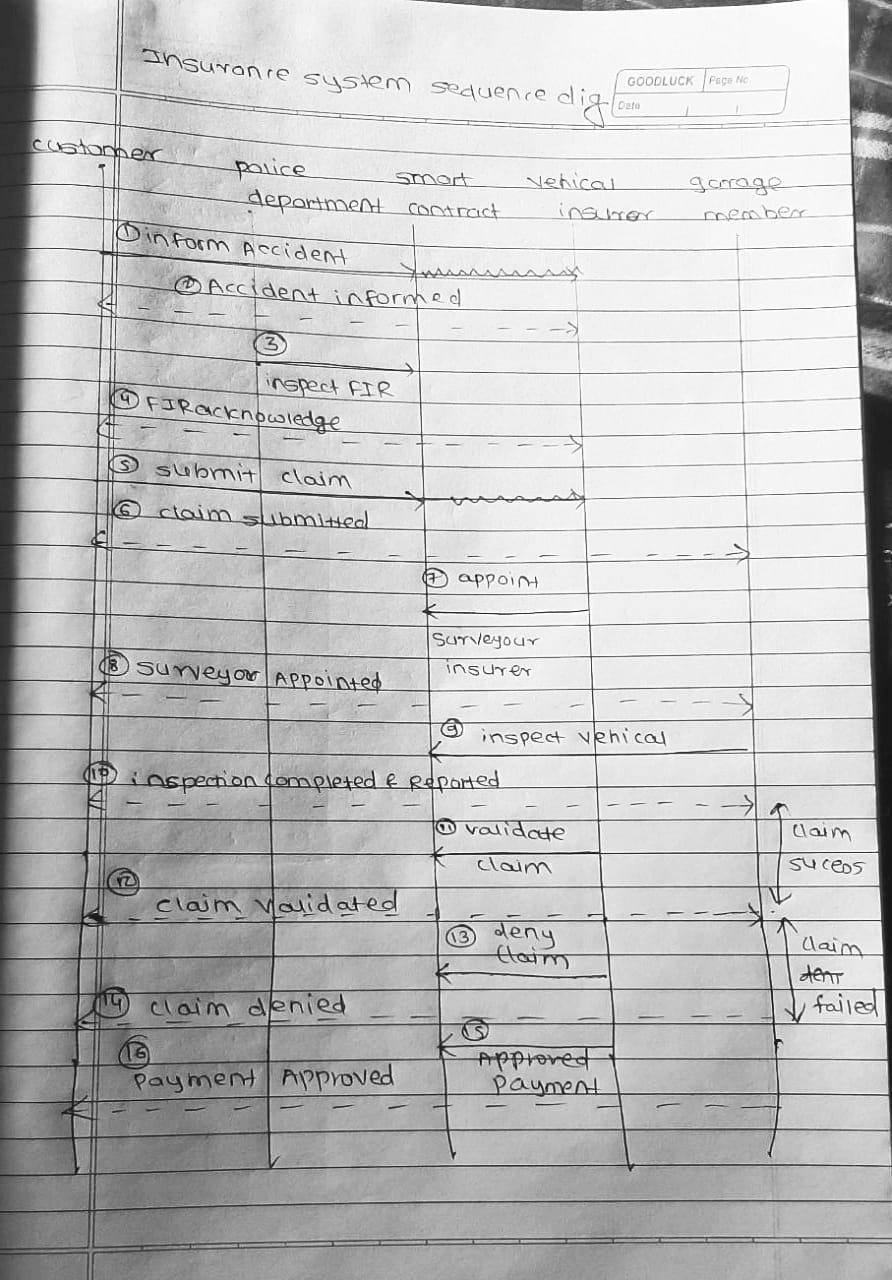 Insurance system sequence dig
GOODLUCK Page No.
Date
customer police smart vehical garrage
department contract insurer member
① inform Accident
② Accident informed
③
inspect FIR
④ FIR acknowledge
⑤ submit claim
⑥ claim submitted
⑦ appoint
surveyour
insurer
⑧ surveyor Appointed
⑨ inspect vehical
⑩ inspection completed & Reported
⑪ validate
claim
claim
suceos
⑫
claim validated
⑬ deny
claim
claim
failed
⑭ claim denied
⑮
Approved
payment
⑯
payment Approved